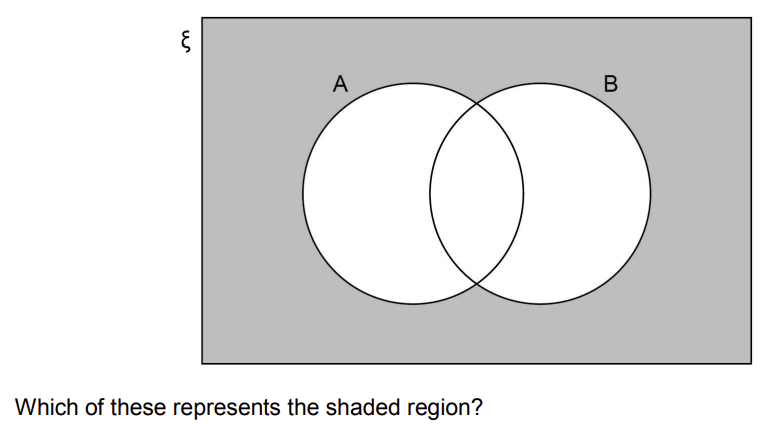 ξ
A B
Which of these represents the shaded region?